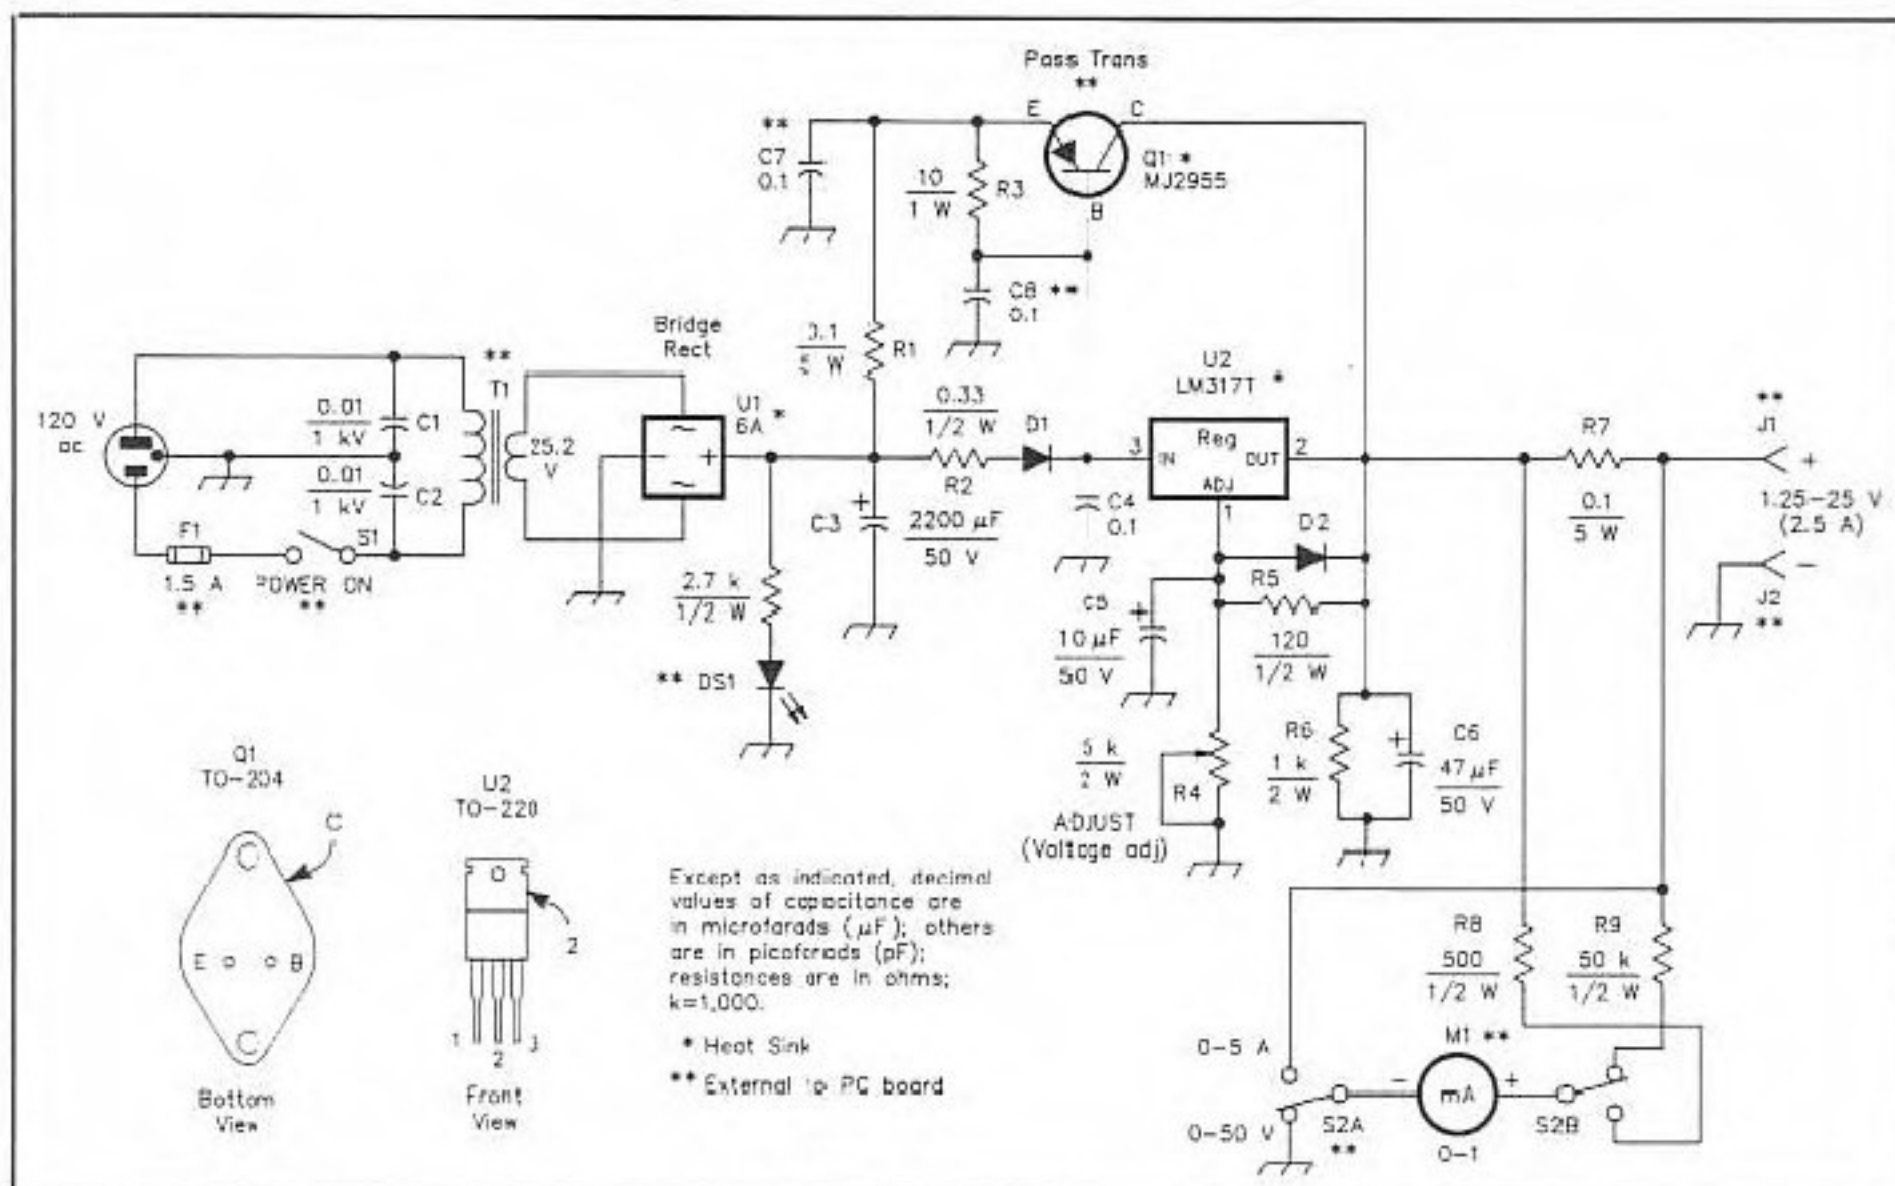 Pass Trans
**
E
C
**
C7
0.1
10
1 W
R3
Q1 *
MJ2955
B
C8 **
0.1
Bridge
Rect
R1
5 W
U2
LM317T *
**
T1
120 V
0.01
1 kV
C1
0.01
1 kV
C2
25.2
V
~
− +
~
U1 *
6A
0.33
1/2 W
R2
D1
3
Reg
IN OUT
ADJ
2
1
C4
0.1
R7
0.1
5 W
**
J1
+
1.25-25 V
(2.5 A)
−
J2
**
F1
1.5 A
**
S1
POWER ON
**
2.7 k
1/2 W
C3
+
2200 µF
50 V
D2
R5
120
1/2 W
C5
+
10 µF
50 V
** DS1
5 k
2 W
R4
ADJUST
(Voltage adj)
R6
1 k
2 W
+
C6
47 µF
50 V
Q1
TO-204
C
E B
Bottom
View
U2
TO-220
2
1 2 3
Front
View
Except as indicated, decimal
values of capacitance are
in microfarads (µF); others
are in picofarads (pF);
resistances are in ohms;
k=1,000.
* Heat Sink
** External to PC board
R8
500
1/2 W
R9
50 k
1/2 W
0-5 A
0-50 V
S2A
**
−
M1 **
mA
0-1
+
S2B